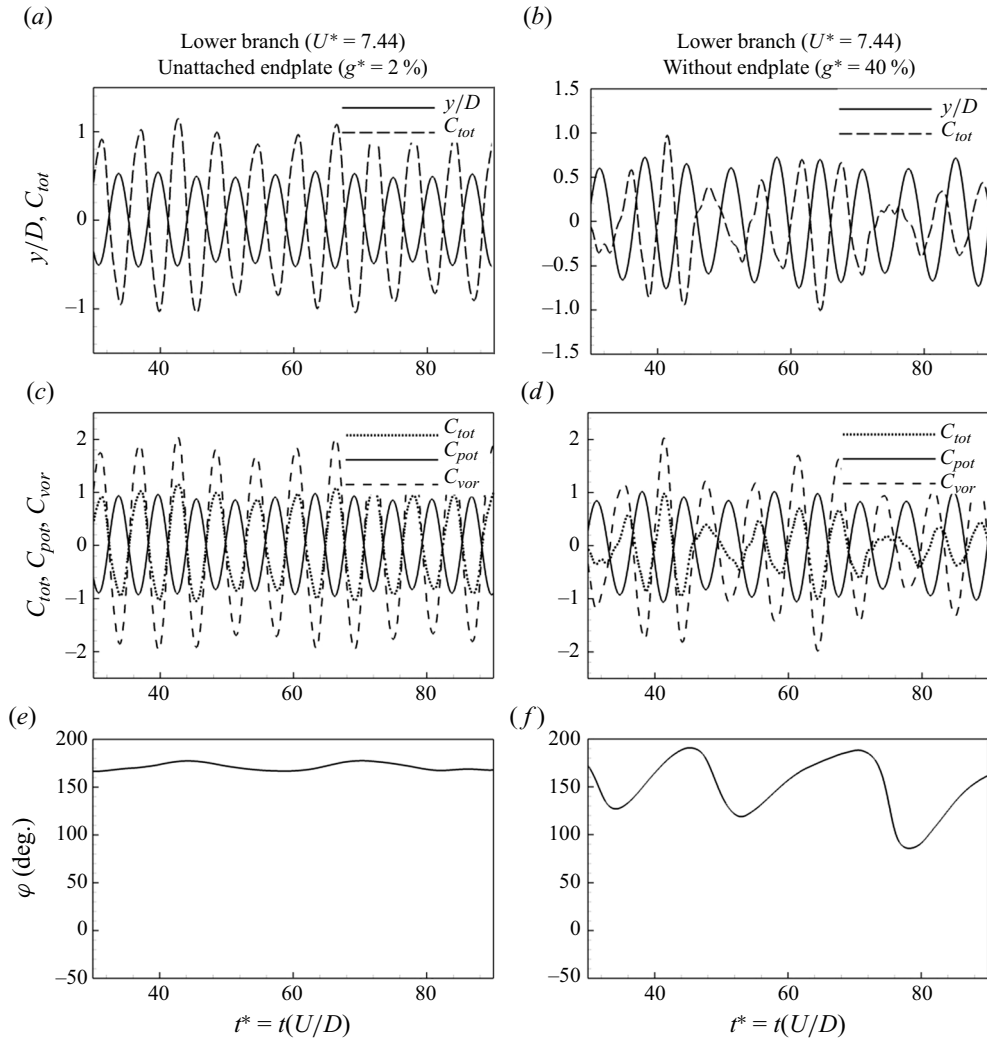 (a)
Lower branch (U* = 7.44)
Unattached endplate (g* = 2 %)
y/D
C_tot
1
0
–1
y/D, C_tot
40
60
80
(b)
Lower branch (U* = 7.44)
Without endplate (g* = 40 %)
y/D
C_tot
1.5
1.0
0.5
0
–0.5
–1.0
–1.5
40
60
80
(c)
C_tot
C_pot
C_vor
2
1
0
–1
–2
C_tot, C_pot, C_vor
40
60
80
(d)
C_tot
C_pot
C_vor
2
1
0
–1
–2
40
60
80
(e)
200
150
100
50
0
–50
φ (deg.)
40
60
80
t* = t(U/D)
(f)
200
150
100
50
0
–50
40
60
80
t* = t(U/D)